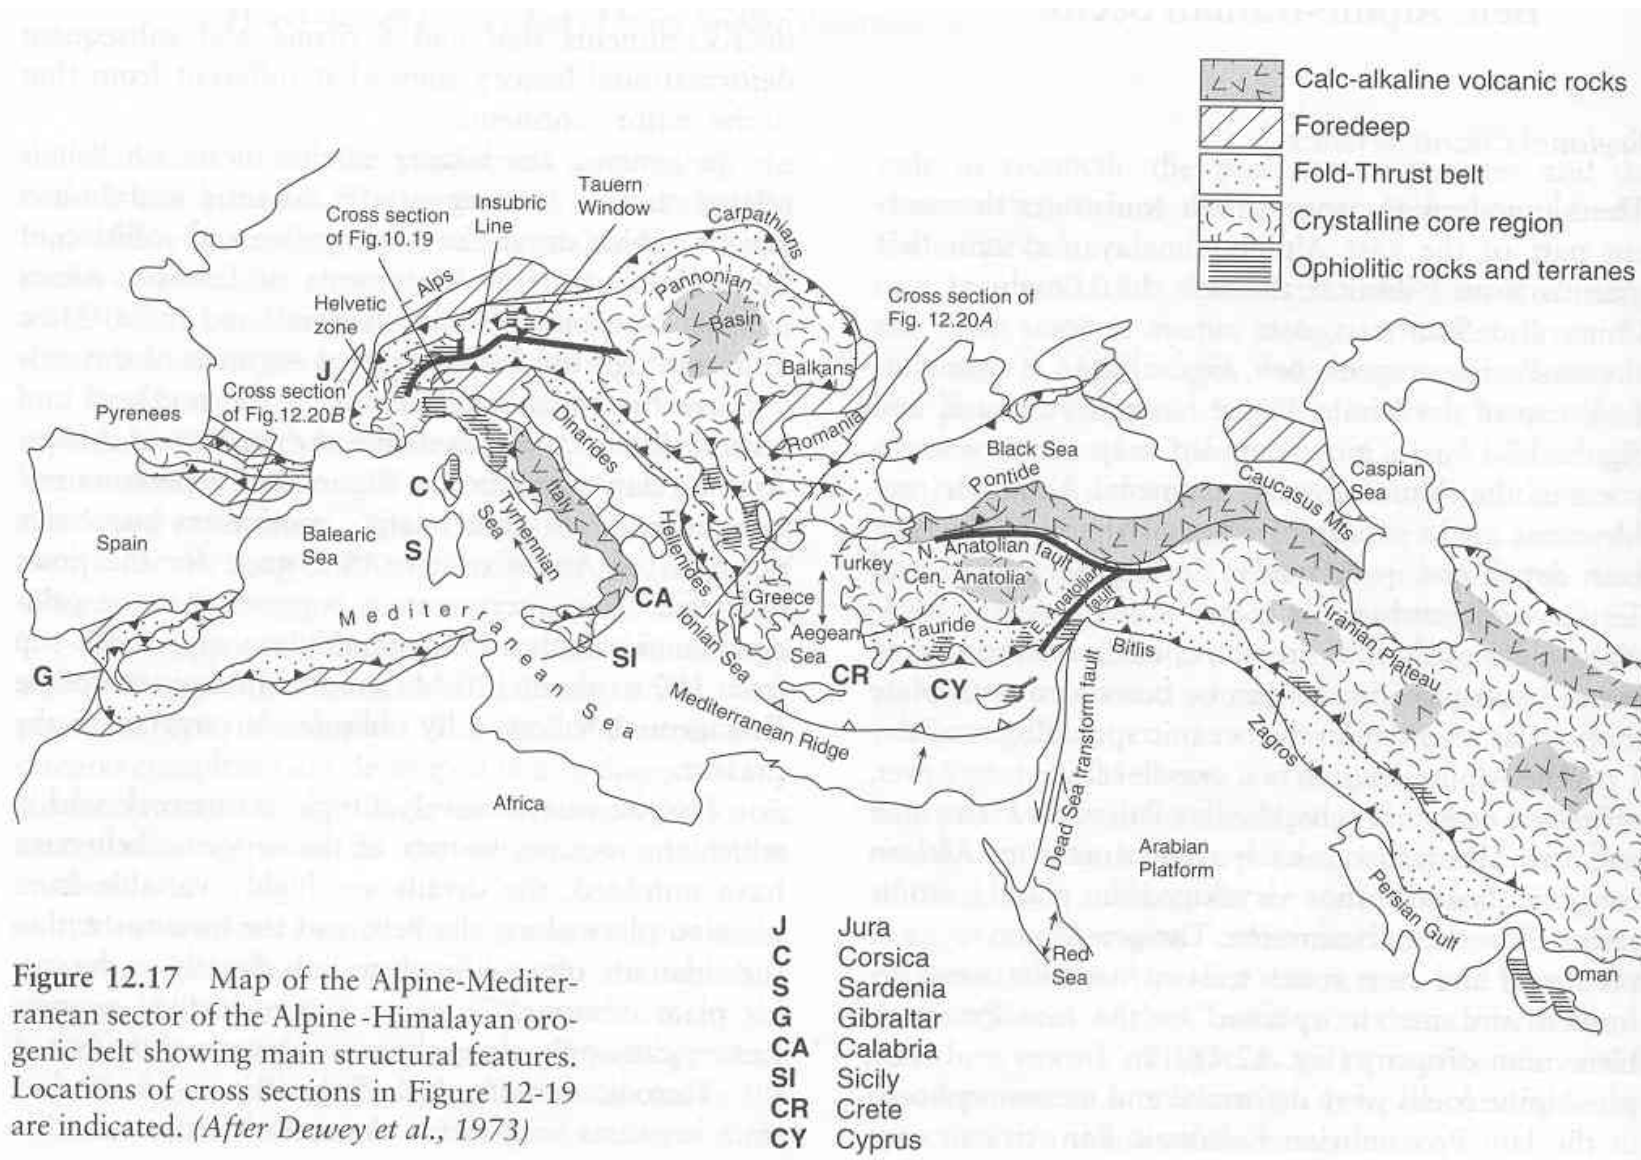 Calc-alkaline volcanic rocks
Foredeep
Fold-Thrust belt
Crystalline core region
Ophiolitic rocks and terranes
Tauern
Window
Insubric
Line
Cross section
of Fig.10.19
Carpathians
Alps
Pannonian
Basin
Helvetic
zone
Cross section of
Fig. 12.20A
J
Cross section
of Fig.12.20B
Balkans
Pyrenees
Dinarides
Romania
Black Sea
Pontide
Caspian
Sea
Caucasus Mts
C
Italy
Tyrrhenian
Sea
Spain
Balearic
Sea
S
Hellenides
N. Anatolian fault
Turkey
Cen. Anatolia
E. Anatolian
fault
Greece
CA
Mediterranean Sea
Ionian Sea
Aegean
Sea
Tauride
Bitlis
Iranian Plateau
SI
G
CR
CY
Mediterranean Ridge
Zagros
Dead Sea transform fault
Africa
Arabian
Platform
Persian Gulf
Red
Sea
Oman
J Jura
C Corsica
S Sardenia
G Gibraltar
CA Calabria
SI Sicily
CR Crete
CY Cyprus
Figure 12.17 Map of the Alpine-Mediter-
ranean sector of the Alpine-Himalayan oro-
genic belt showing main structural features.
Locations of cross sections in Figure 12-19
are indicated. (After Dewey et al., 1973)